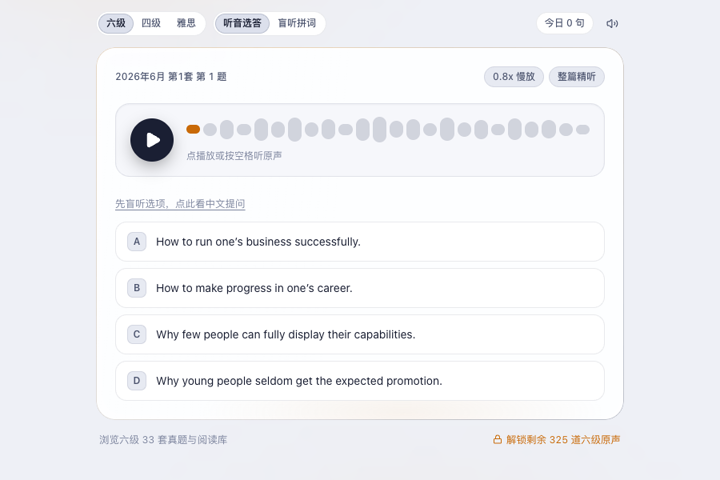 六级 四级 雅思 听音选答 盲听拼词 今日 0 句
2026年6月 第1套 第 1 题 0.8x 慢放 整篇精听
点播放或按空格听原声
先盲听选项，点此看中文提问
A How to run one's business successfully.
B How to make progress in one's career.
C Why few people can fully display their capabilities.
D Why young people seldom get the expected promotion.
浏览六级 33 套真题与阅读库 解锁剩余 325 道六级原声